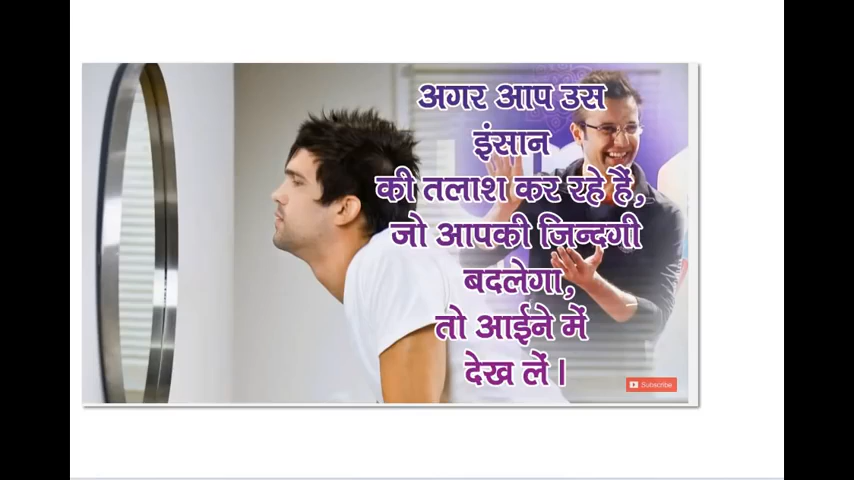 अगर आप उस
इंसान
की तलाश कर रहे हैं,
जो आपकी ज़िन्दगी
बदलेगा,
तो आईने में
देख लें।
Subscribe